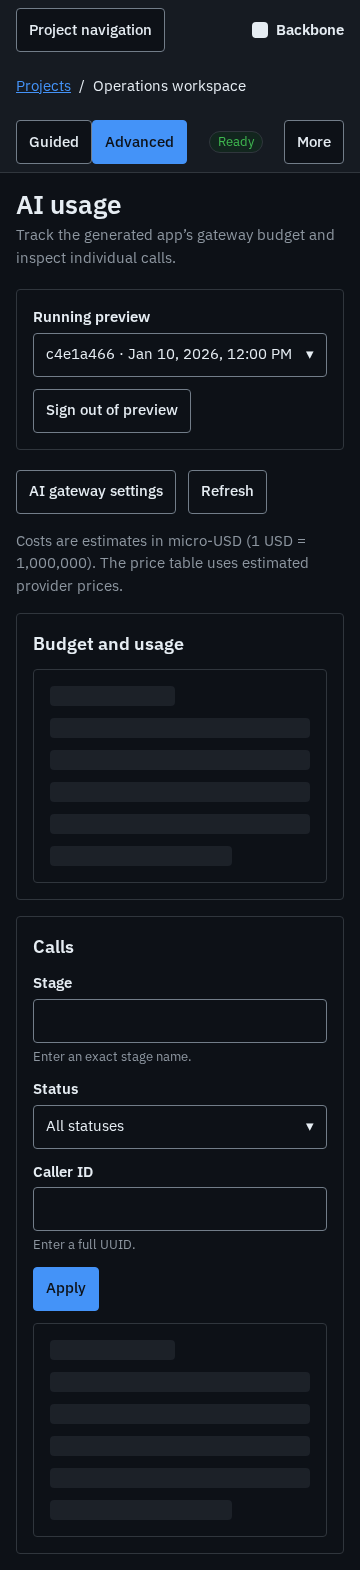 Project navigation
Backbone
Projects / Operations workspace
Guided
Advanced
Ready
More
AI usage
Track the generated app’s gateway budget and
inspect individual calls.
Running preview
c4e1a466 · Jan 10, 2026, 12:00 PM ▾
Sign out of preview
AI gateway settings
Refresh
Costs are estimates in micro-USD (1 USD =
1,000,000). The price table uses estimated
provider prices.
Budget and usage
Calls
Stage
Enter an exact stage name.
Status
All statuses ▾
Caller ID
Enter a full UUID.
Apply